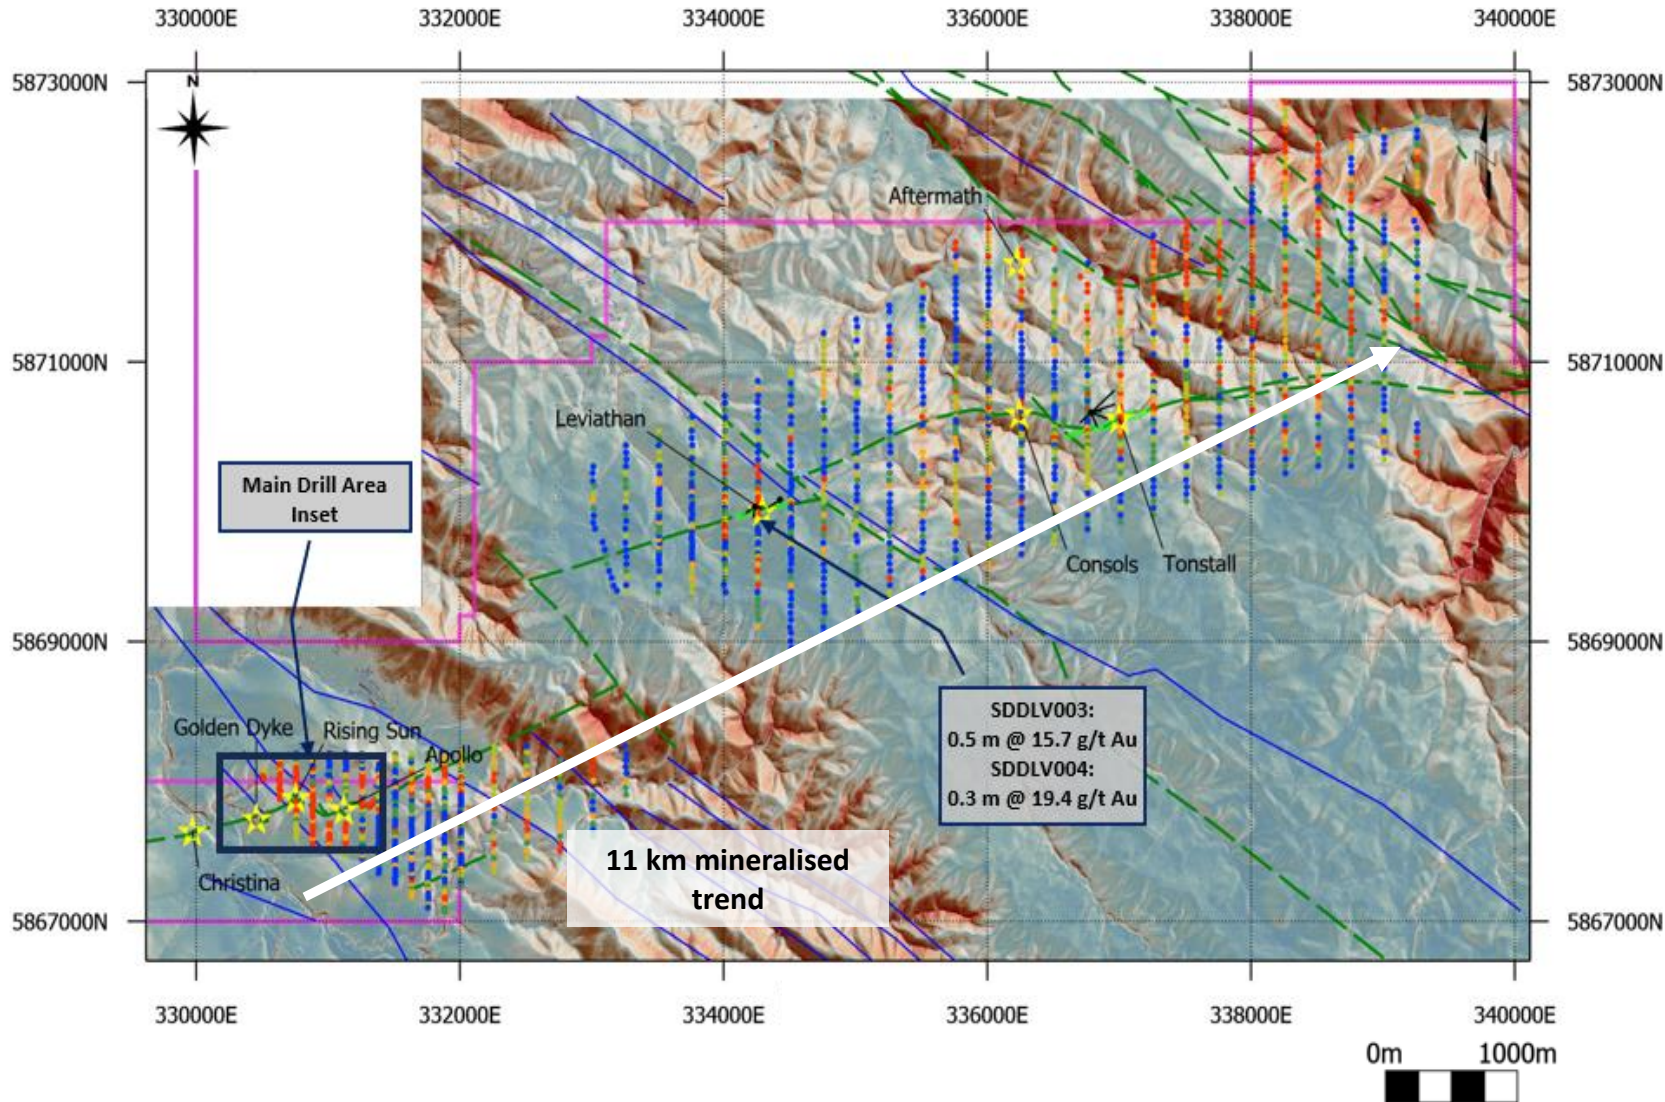 330000E 332000E 334000E 336000E 338000E 340000E
5873000N 5873000N
N
Aftermath
5871000N 5871000N
Leviathan
Main Drill Area
Inset
Consols Tonstall
5869000N 5869000N
SDDLV003:
0.5 m @ 15.7 g/t Au
SDDLV004:
0.3 m @ 19.4 g/t Au
Golden Dyke Rising Sun
Apollo
11 km mineralised
trend
Christina
5867000N 5867000N
330000E 332000E 334000E 336000E 338000E 340000E
0m 1000m